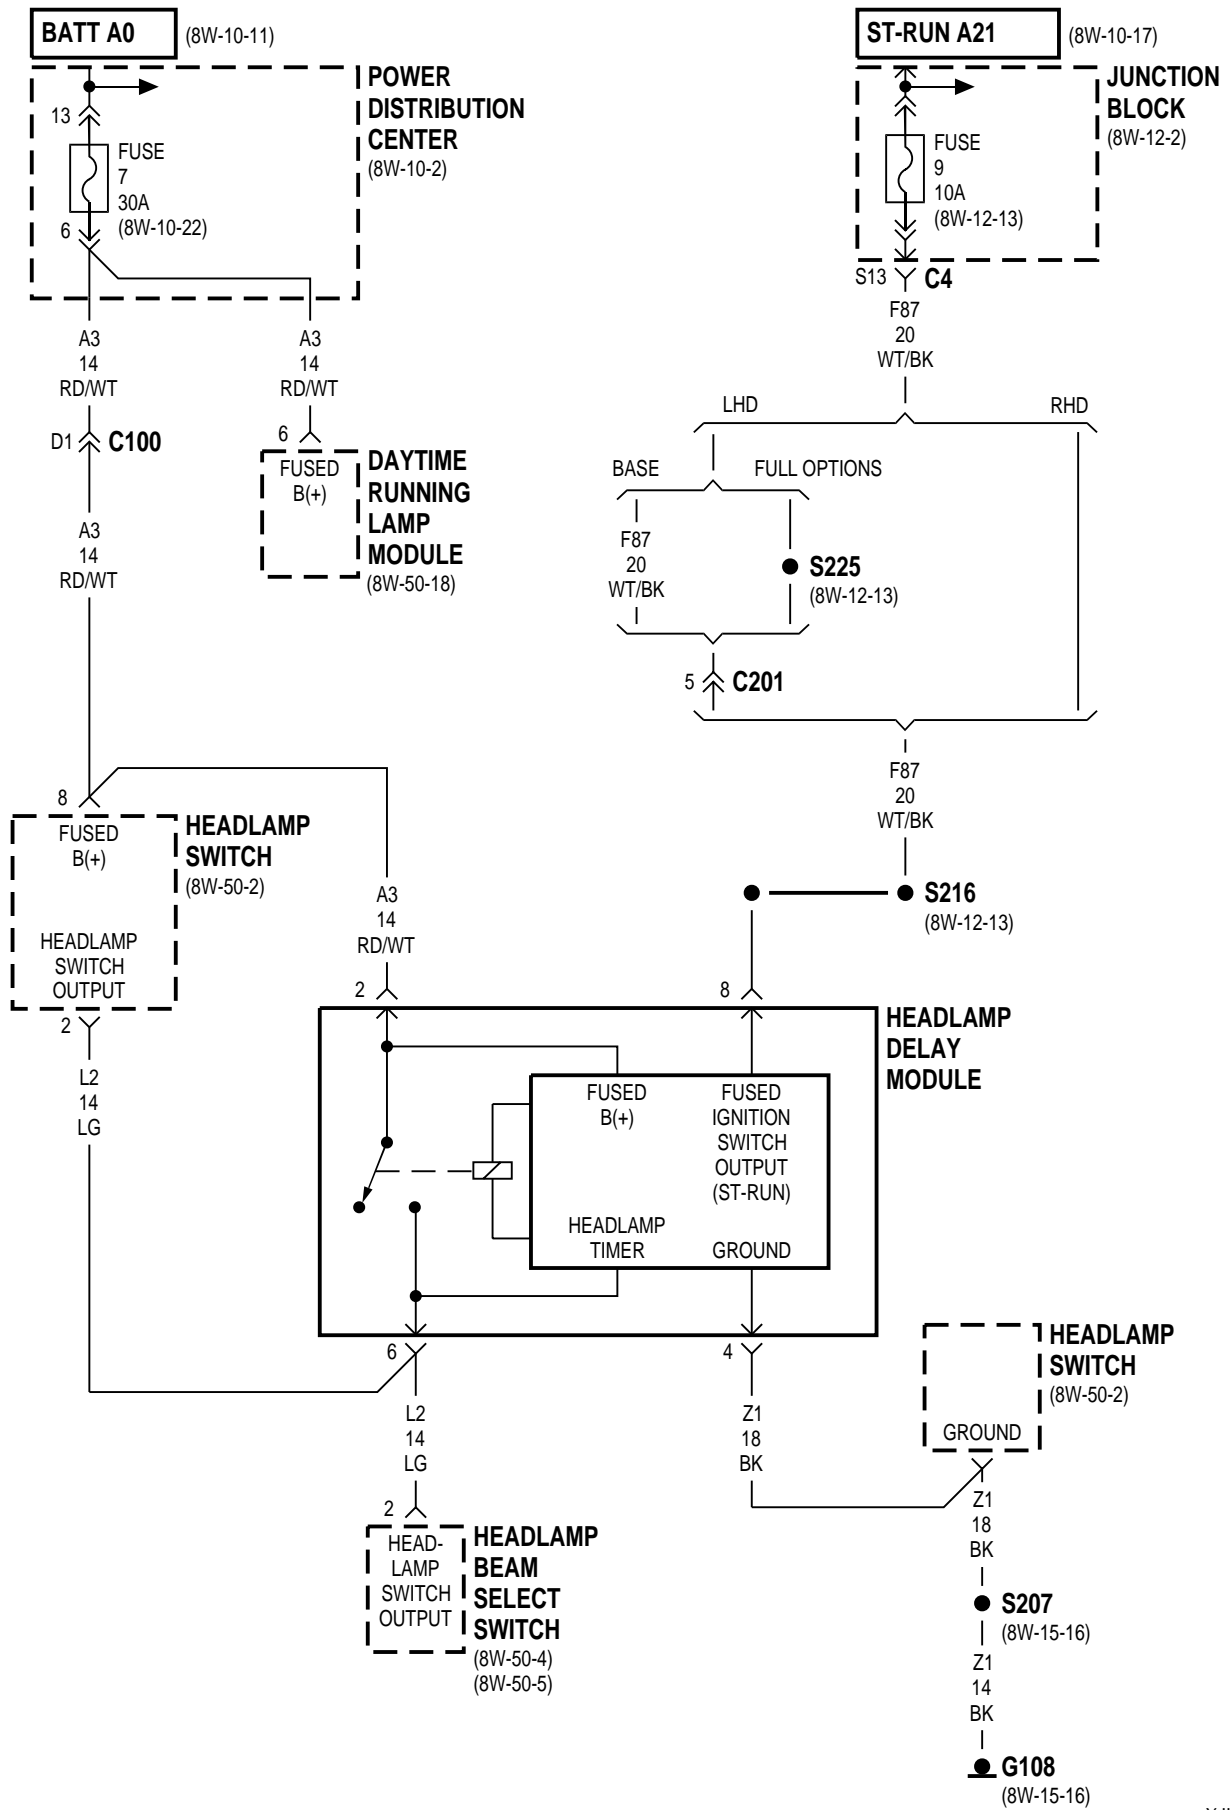 BATT A0 (8W-10-11)
ST-RUN A21 (8W-10-17)
POWER
DISTRIBUTION
CENTER
(8W-10-2)
13
FUSE
7
30A
(8W-10-22)
6
JUNCTION
BLOCK
(8W-12-2)
FUSE
9
10A
(8W-12-13)
S13 C4
F87
20
WT/BK
A3
14
RD/WT
A3
14
RD/WT
D1 C100
6
FUSED
B(+)
DAYTIME
RUNNING
LAMP
MODULE
(8W-50-18)
A3
14
RD/WT
LHD
RHD
BASE
FULL OPTIONS
F87
20
WT/BK
S225
(8W-12-13)
5 C201
F87
20
WT/BK
8
FUSED
B(+)
HEADLAMP
SWITCH
(8W-50-2)
HEADLAMP
SWITCH
OUTPUT
2
L2
14
LG
A3
14
RD/WT
2
S216
(8W-12-13)
8
HEADLAMP
DELAY
MODULE
FUSED
B(+)
FUSED
IGNITION
SWITCH
OUTPUT
(ST-RUN)
HEADLAMP
TIMER
GROUND
6
4
L2
14
LG
Z1
18
BK
HEADLAMP
SWITCH
(8W-50-2)
GROUND
Z1
18
BK
2
HEAD-
LAMP
SWITCH
OUTPUT
HEADLAMP
BEAM
SELECT
SWITCH
(8W-50-4)
(8W-50-5)
S207
(8W-15-16)
Z1
14
BK
G108
(8W-15-16)